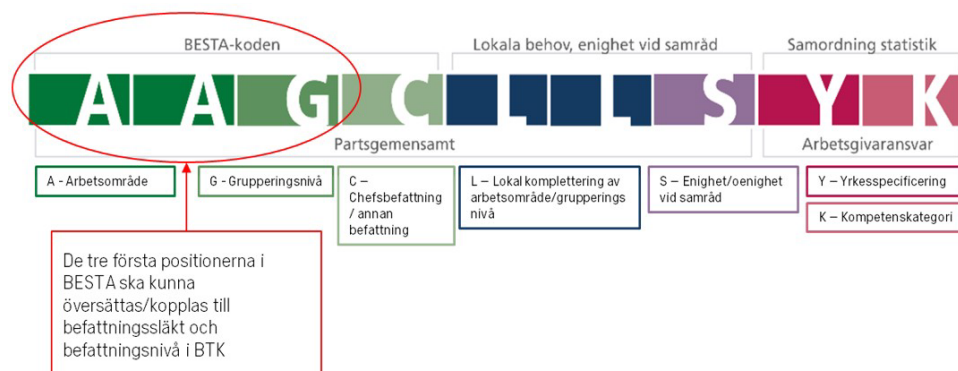 BESTA-koden
Lokala behov, enighet vid samråd
Samordning statistik
A A G C L L S Y K
Partsgemensamt
Arbetsgivaransvar
A - Arbetsområde
G - Grupperingsnivå
C –
Chefsbefattning
/ annan
befattning
L – Lokal komplettering av
arbetsområde/grupperings
nivå
S – Enighet/oenighet
vid samråd
Y – Yrkesspecificering
K – Kompetenskategori
De tre första positionerna i
BESTA ska kunna
översättas/kopplas till
befattningssläkt och
befattningsnivå i BTK